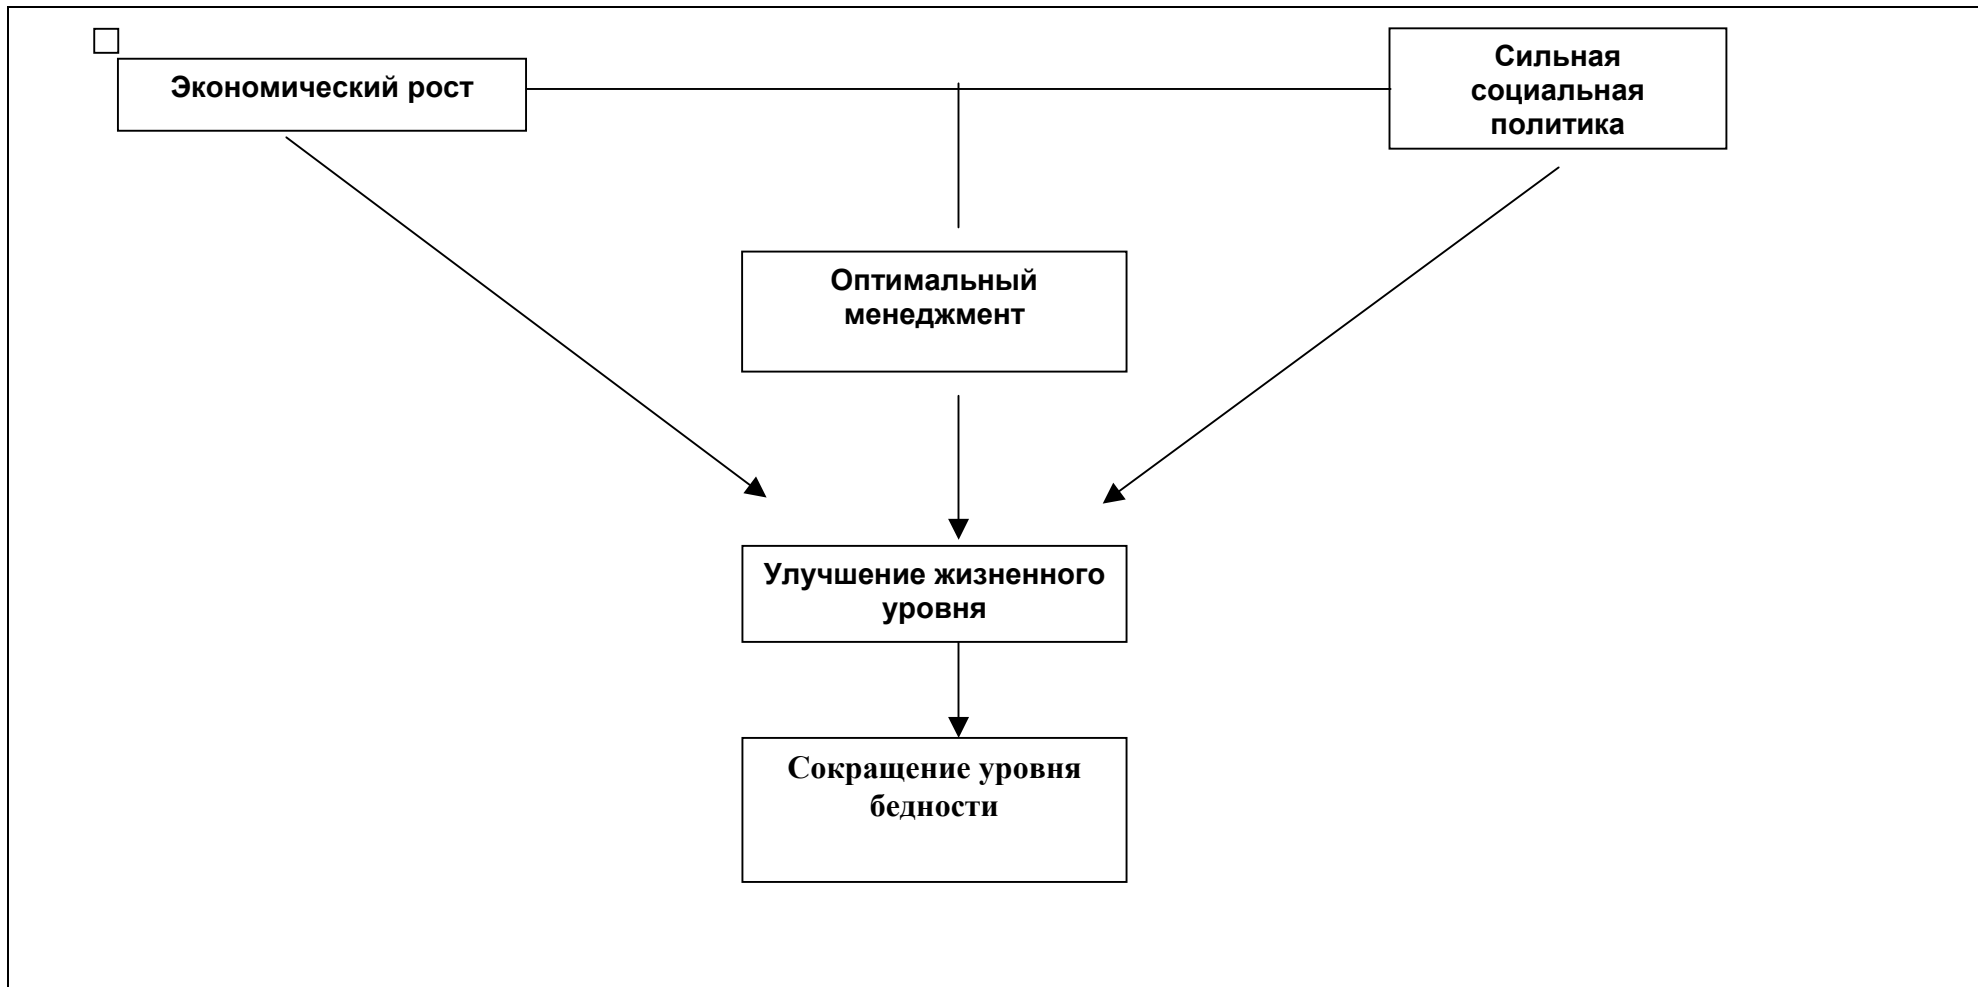 Экономический рост
Сильная
социальная
политика
Оптимальный
менеджмент
Улучшение жизненного
уровня
Сокращение уровня
бедности